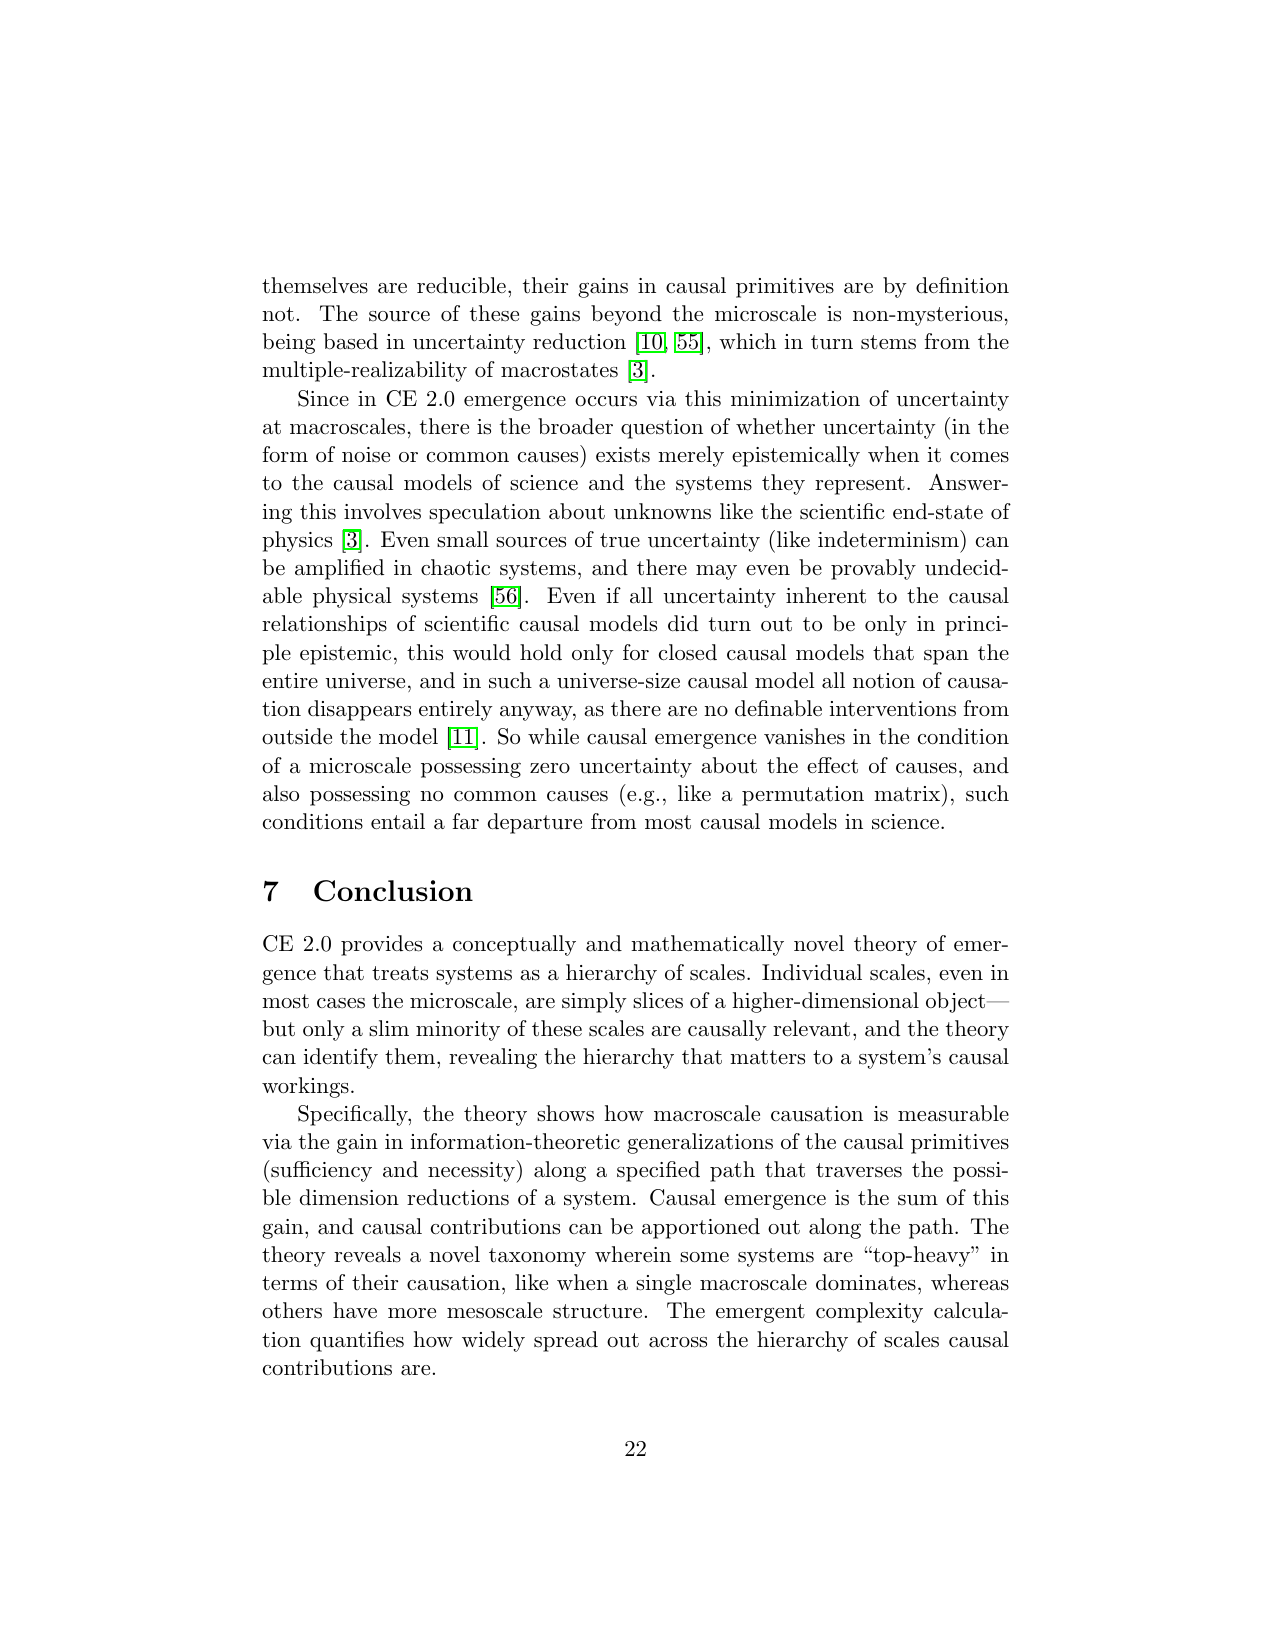 themselves are reducible, their gains in causal primitives are by definition
not. The source of these gains beyond the microscale is non-mysterious,
being based in uncertainty reduction [10, 55], which in turn stems from the
multiple-realizability of macrostates [3].
Since in CE 2.0 emergence occurs via this minimization of uncertainty
at macroscales, there is the broader question of whether uncertainty (in the
form of noise or common causes) exists merely epistemically when it comes
to the causal models of science and the systems they represent. Answer-
ing this involves speculation about unknowns like the scientific end-state of
physics [3]. Even small sources of true uncertainty (like indeterminism) can
be amplified in chaotic systems, and there may even be provably undecid-
able physical systems [56]. Even if all uncertainty inherent to the causal
relationships of scientific causal models did turn out to be only in princi-
ple epistemic, this would hold only for closed causal models that span the
entire universe, and in such a universe-size causal model all notion of causa-
tion disappears entirely anyway, as there are no definable interventions from
outside the model [11]. So while causal emergence vanishes in the condition
of a microscale possessing zero uncertainty about the effect of causes, and
also possessing no common causes (e.g., like a permutation matrix), such
conditions entail a far departure from most causal models in science.
7 Conclusion
CE 2.0 provides a conceptually and mathematically novel theory of emer-
gence that treats systems as a hierarchy of scales. Individual scales, even in
most cases the microscale, are simply slices of a higher-dimensional object—
but only a slim minority of these scales are causally relevant, and the theory
can identify them, revealing the hierarchy that matters to a system’s causal
workings.
Specifically, the theory shows how macroscale causation is measurable
via the gain in information-theoretic generalizations of the causal primitives
(sufficiency and necessity) along a specified path that traverses the possi-
ble dimension reductions of a system. Causal emergence is the sum of this
gain, and causal contributions can be apportioned out along the path. The
theory reveals a novel taxonomy wherein some systems are “top-heavy” in
terms of their causation, like when a single macroscale dominates, whereas
others have more mesoscale structure. The emergent complexity calcula-
tion quantifies how widely spread out across the hierarchy of scales causal
contributions are.
22